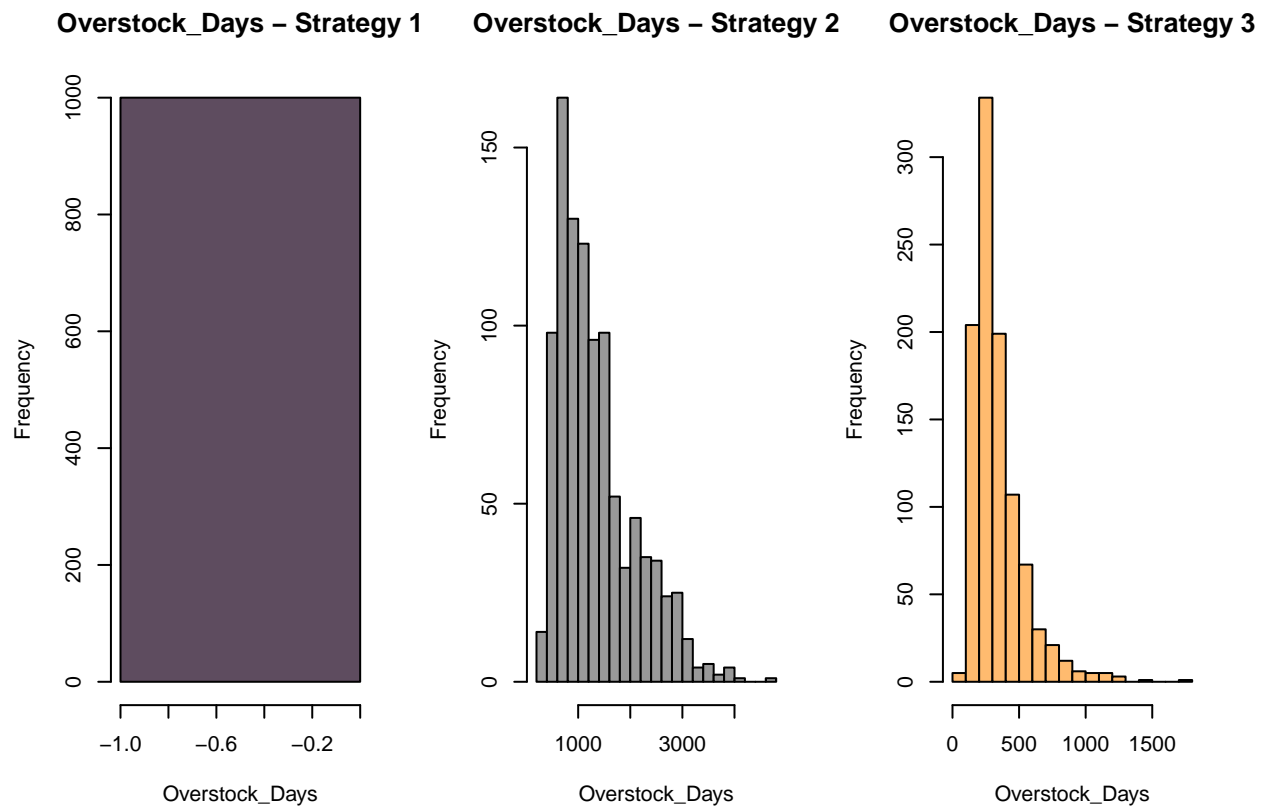 Overstock_Days – Strategy 1
Frequency
1000
800
600
400
200
0
−1.0 −0.6 −0.2
Overstock_Days
Overstock_Days – Strategy 2
Frequency
150
100
50
0
1000 3000
Overstock_Days
Overstock_Days – Strategy 3
Frequency
300
250
200
150
100
50
0
0 500 1000 1500
Overstock_Days